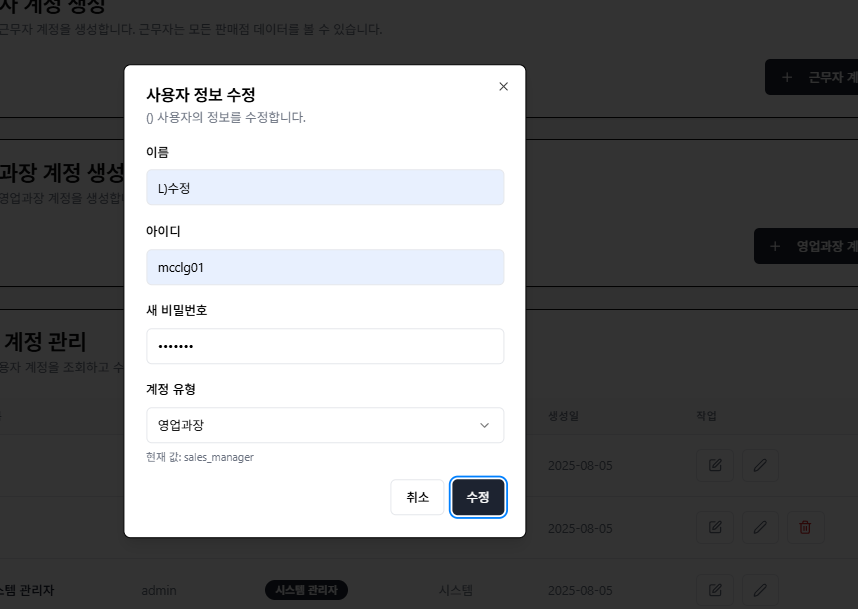 자 계정 생성
근무자 계정을 생성합니다. 근무자는 모든 판매점 데이터를 볼 수 있습니다.
+ 근무자 계
사용자 정보 수정
() 사용자의 정보를 수정합니다.
이름
L)수정
과장 계정 생성
영업과장 계정을 생성합
아이디
mcclg01
+ 영업과장 계
새 비밀번호
•••••••
계정 관리
용자 계정을 조회하고 수
계정 유형
영업과장
현재 값: sales_manager
취소
수정
생성일 작업
2025-08-05
2025-08-05
스템 관리자 admin 시스템 관리자 시스템 2025-08-05